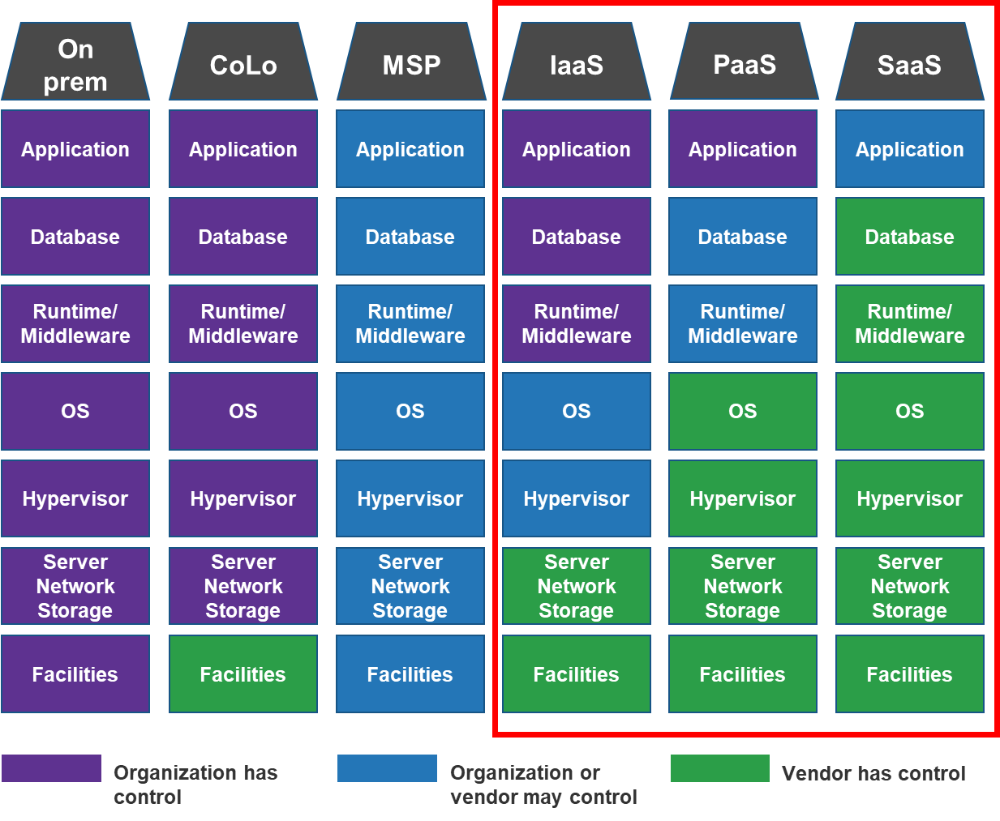 On
prem
CoLo
MSP
IaaS
PaaS
SaaS
Application
Application
Application
Application
Application
Application
Database
Database
Database
Database
Database
Database
Runtime/
Middleware
Runtime/
Middleware
Runtime/
Middleware
Runtime/
Middleware
Runtime/
Middleware
Runtime/
Middleware
OS
OS
OS
OS
OS
OS
Hypervisor
Hypervisor
Hypervisor
Hypervisor
Hypervisor
Hypervisor
Server
Network
Storage
Server
Network
Storage
Server
Network
Storage
Server
Network
Storage
Server
Network
Storage
Server
Network
Storage
Facilities
Facilities
Facilities
Facilities
Facilities
Facilities
Organization has
control
Organization or
vendor may control
Vendor has control